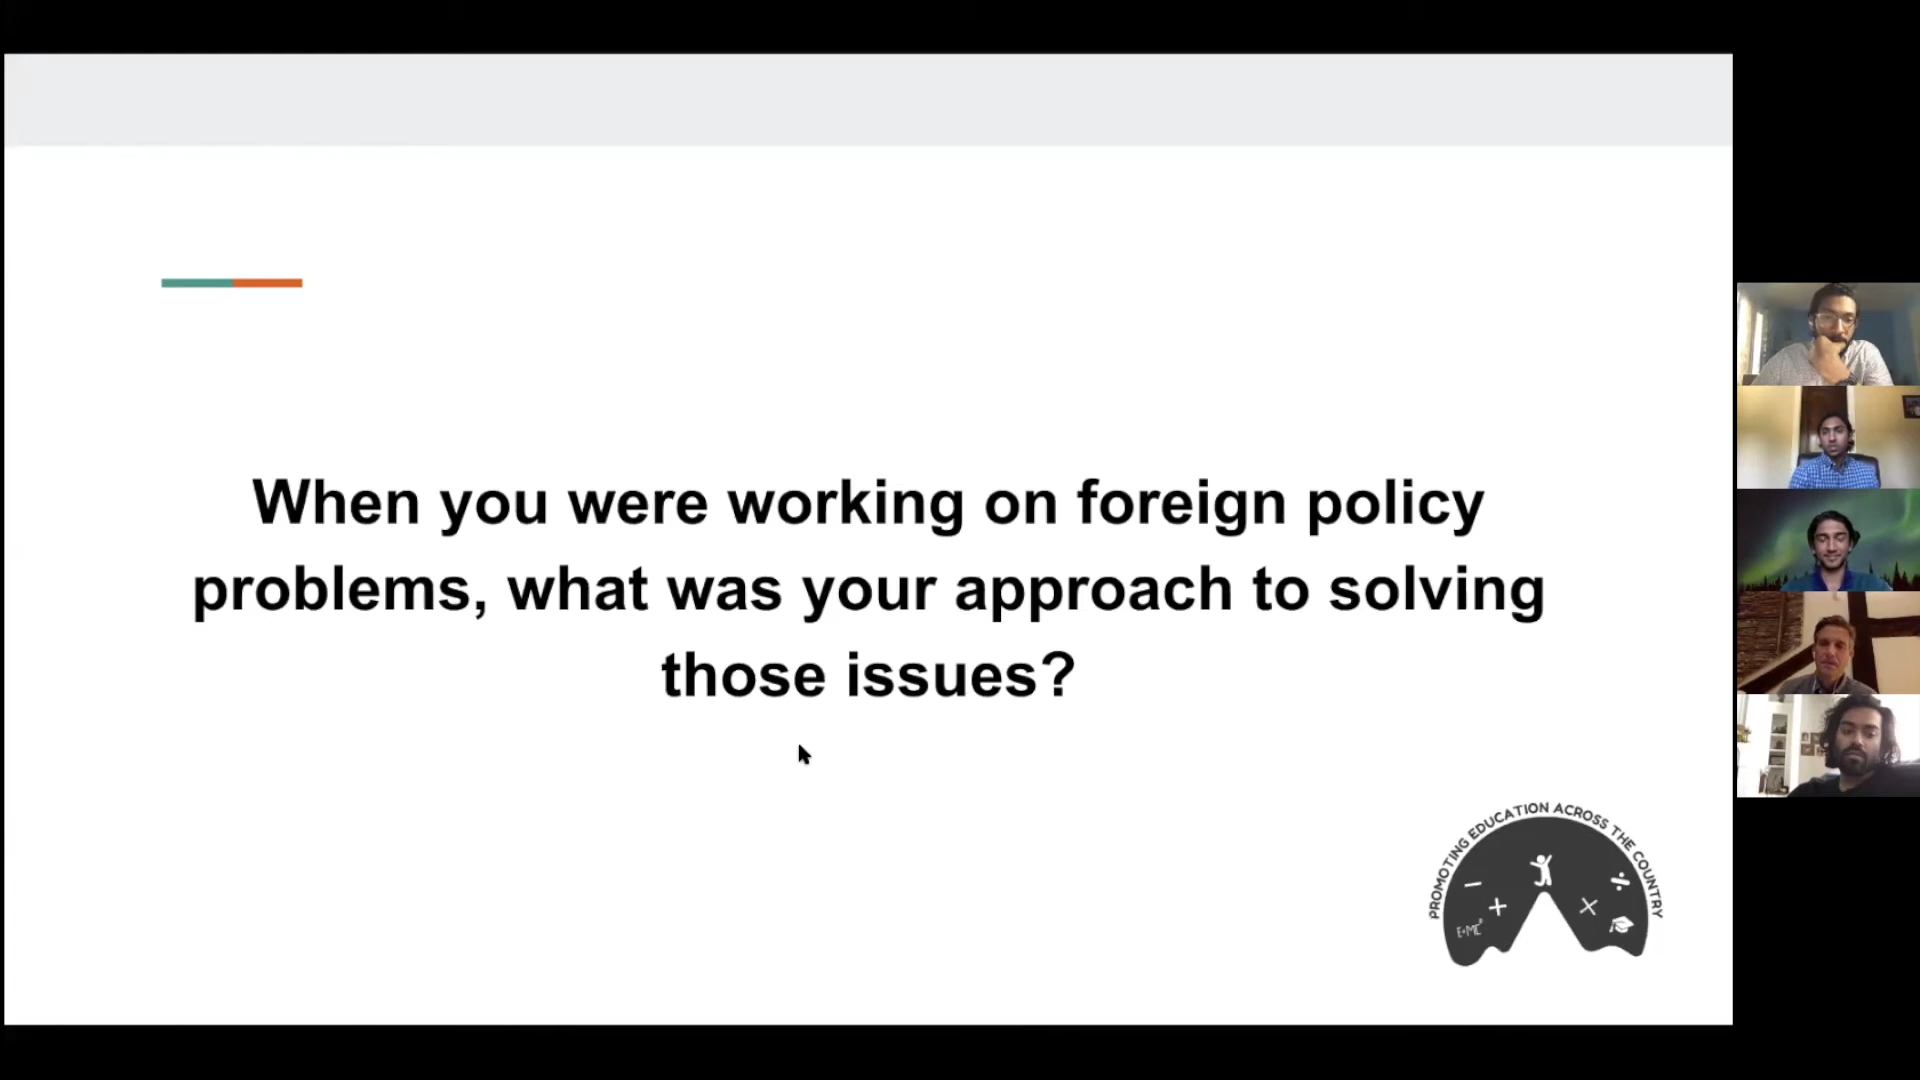 When you were working on foreign policy
problems, what was your approach to solving
those issues?
PROMOTING EDUCATION ACROSS THE COUNTRY